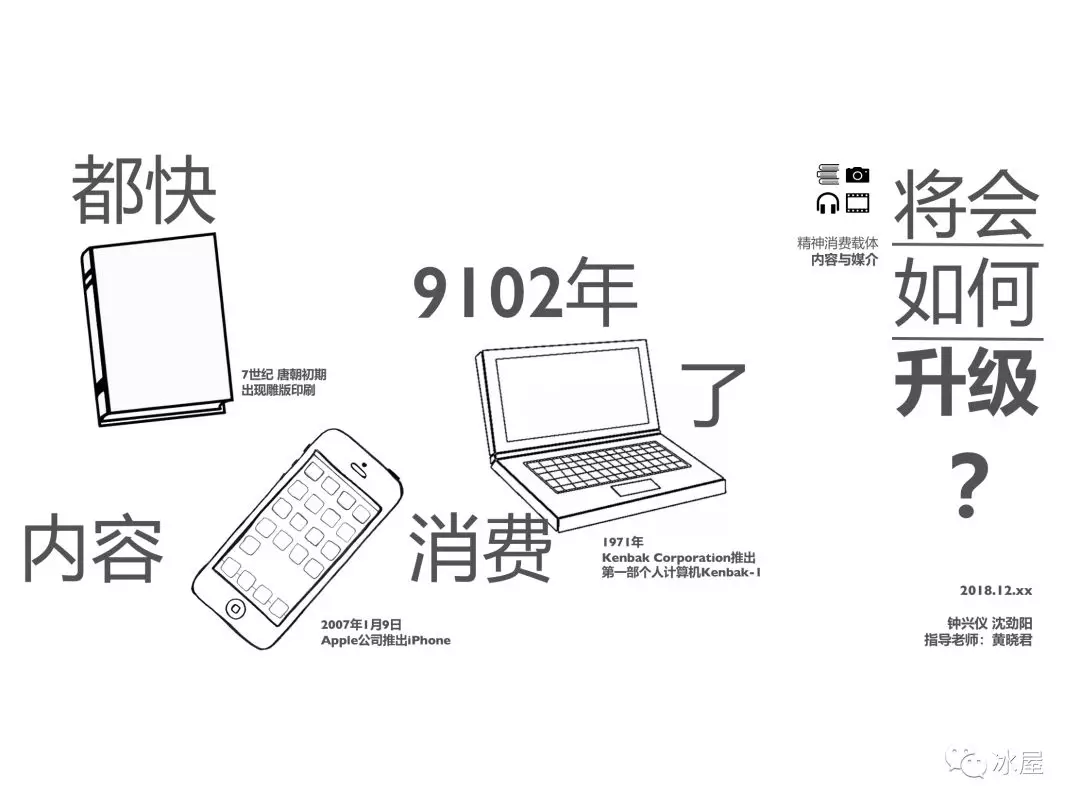 都快
9102年
了
内容
消费
将会
如何
升级
?
精神消费载体
内容与媒介
7世纪 唐朝初期
出现雕版印刷
1971年
Kenbak Corporation推出
第一部个人计算机Kenbak-1
2007年1月9日
Apple公司推出iPhone
2018.12.xx
钟兴仪 沈劲阳
指导老师：黄晓君
冰屋